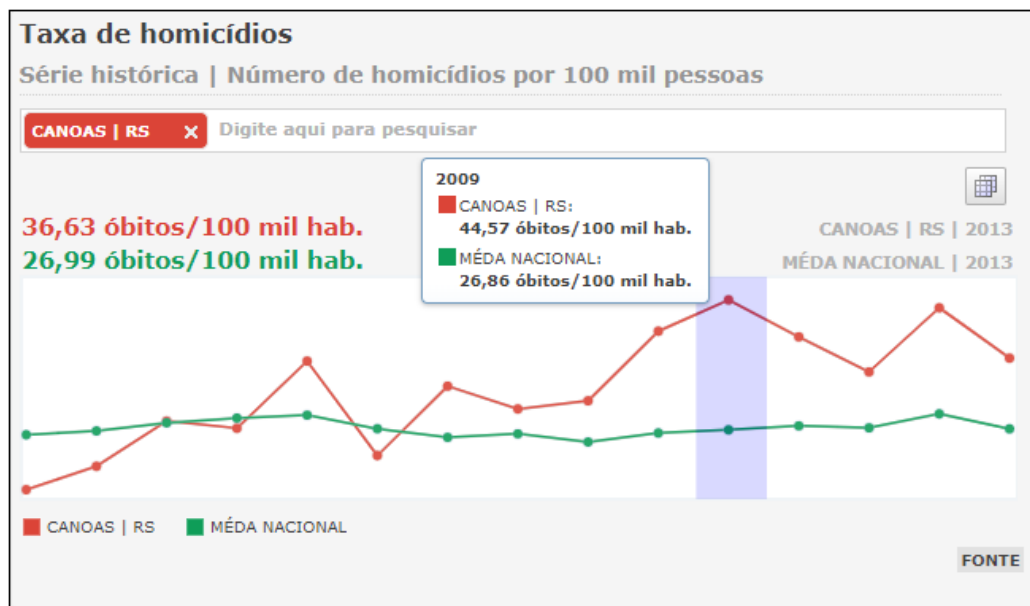 Taxa de homicídios
Série histórica | Número de homicídios por 100 mil pessoas
CANOAS | RS ✕ Digite aqui para pesquisar
2009
CANOAS | RS:
44,57 óbitos/100 mil hab.
MÉDA NACIONAL:
26,86 óbitos/100 mil hab.
36,63 óbitos/100 mil hab.
CANOAS | RS | 2013
26,99 óbitos/100 mil hab.
MÉDA NACIONAL | 2013
CANOAS | RS MÉDA NACIONAL
FONTE